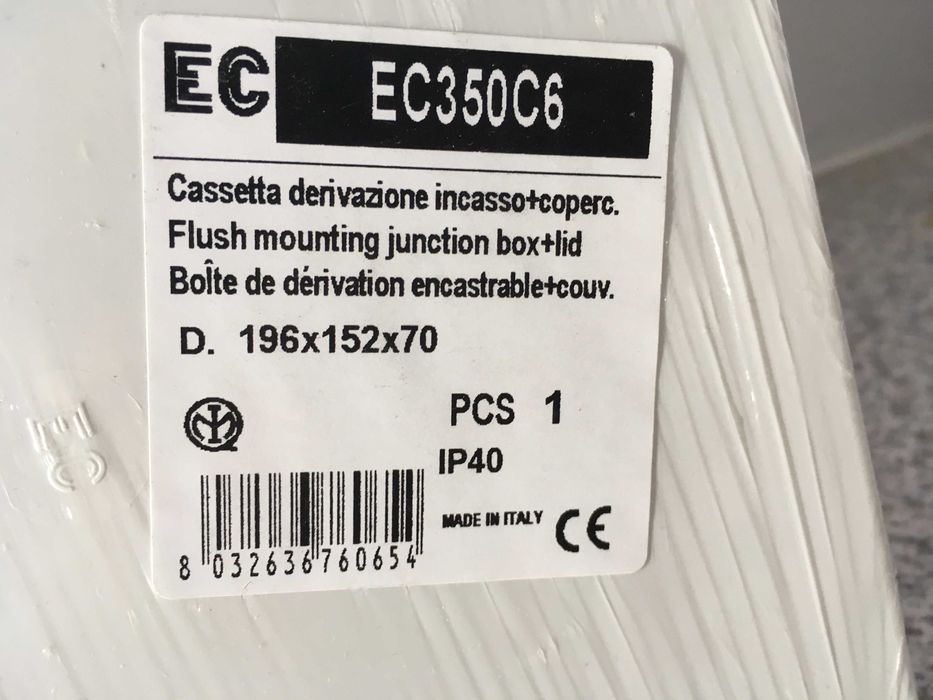 EC EC350C6
Cassetta derivazione incasso+coperc.
Flush mounting junction box+lid
Boîte de dérivation encastrable+couv.
D. 196x152x70
PCS 1
IP40
MADE IN ITALY CE
8 032636 760654
EC